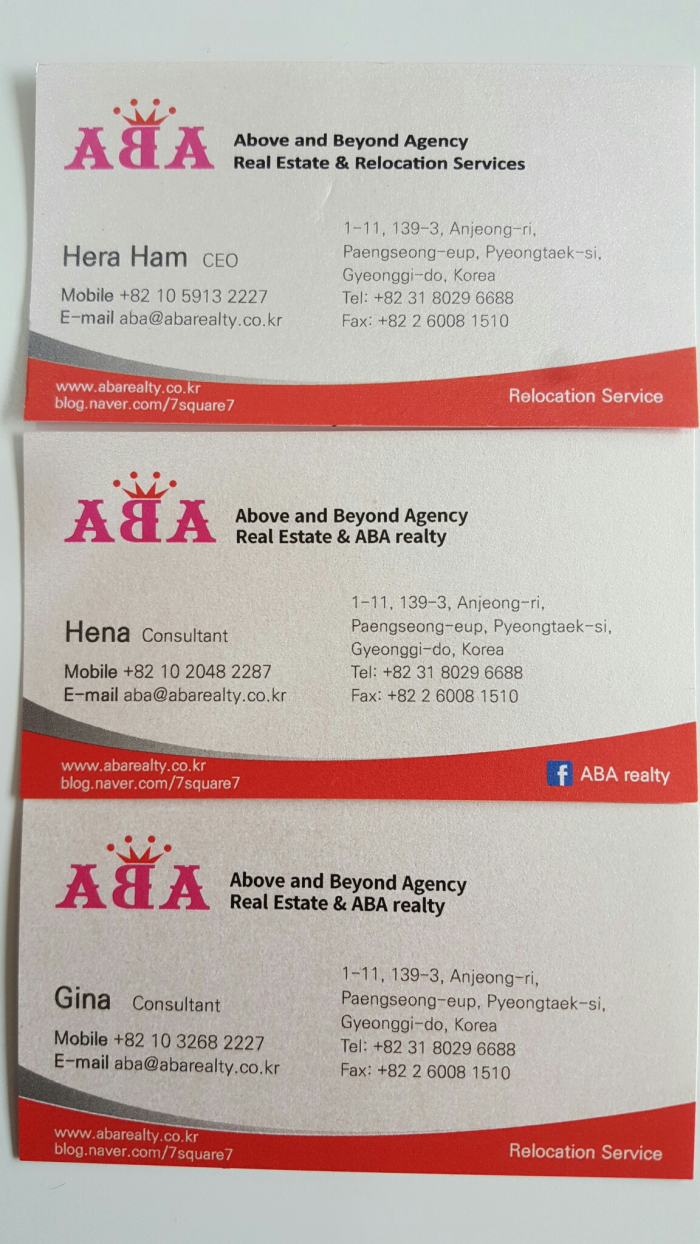 ABA
Above and Beyond Agency
Real Estate & Relocation Services
Hera Ham CEO
Mobile +82 10 5913 2227
E-mail aba@abarealty.co.kr
1-11, 139-3, Anjeong-ri,
Paengseong-eup, Pyeongtaek-si,
Gyeonggi-do, Korea
Tel: +82 31 8029 6688
Fax: +82 2 6008 1510
www.abarealty.co.kr
blog.naver.com/7square7
Relocation Service
ABA
Above and Beyond Agency
Real Estate & ABA realty
Hena Consultant
Mobile +82 10 2048 2287
E-mail aba@abarealty.co.kr
1-11, 139-3, Anjeong-ri,
Paengseong-eup, Pyeongtaek-si,
Gyeonggi-do, Korea
Tel: +82 31 8029 6688
Fax: +82 2 6008 1510
www.abarealty.co.kr
blog.naver.com/7square7
f ABA realty
ABA
Above and Beyond Agency
Real Estate & ABA realty
Gina Consultant
Mobile +82 10 3268 2227
E-mail aba@abarealty.co.kr
1-11, 139-3, Anjeong-ri,
Paengseong-eup, Pyeongtaek-si,
Gyeonggi-do, Korea
Tel: +82 31 8029 6688
Fax: +82 2 6008 1510
www.abarealty.co.kr
blog.naver.com/7square7
Relocation Service